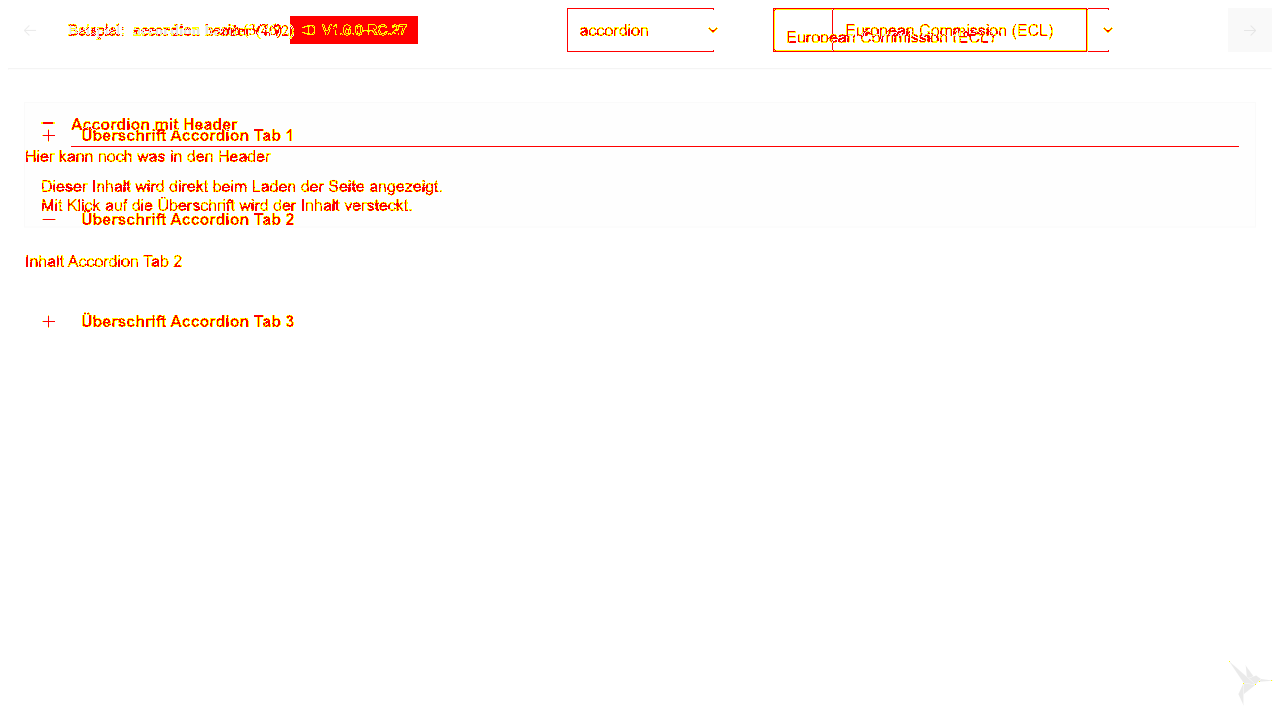 Beispiel: accordion
V1.0.0-RC.27
accordion
European Commission (ECL)
European Commission (ECL)
Accordion mit Header
Überschrift Accordion Tab 1
Hier kann noch was in den Header
Dieser Inhalt wird direkt beim Laden der Seite angezeigt.
Mit Klick auf die Überschrift wird der Inhalt versteckt.
Überschrift Accordion Tab 2
Inhalt Accordion Tab 2
Überschrift Accordion Tab 3